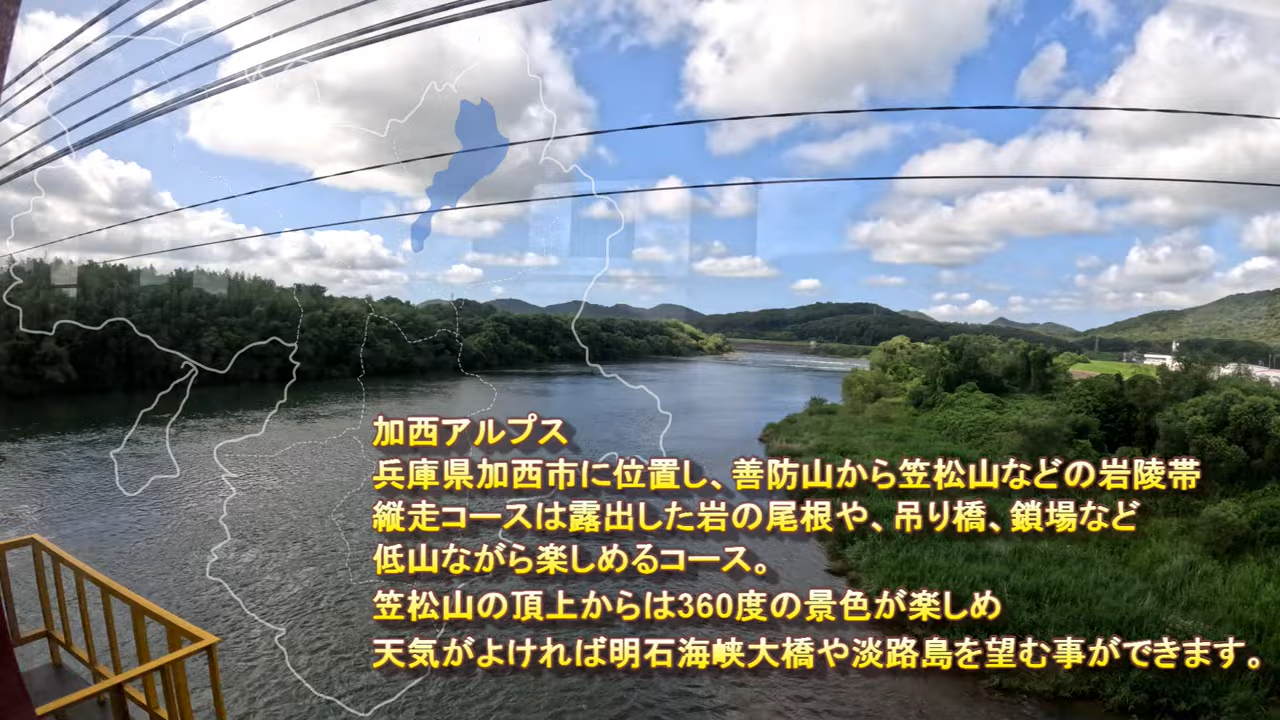 加西アルプス
兵庫県加西市に位置し、善防山から笠松山などの岩陵帯
縦走コースは露出した岩の尾根や、吊り橋、鎖場など
低山ながら楽しめるコース。
笠松山の頂上からは360度の景色が楽しめ
天気がよければ明石海峡大橋や淡路島を望む事ができます。